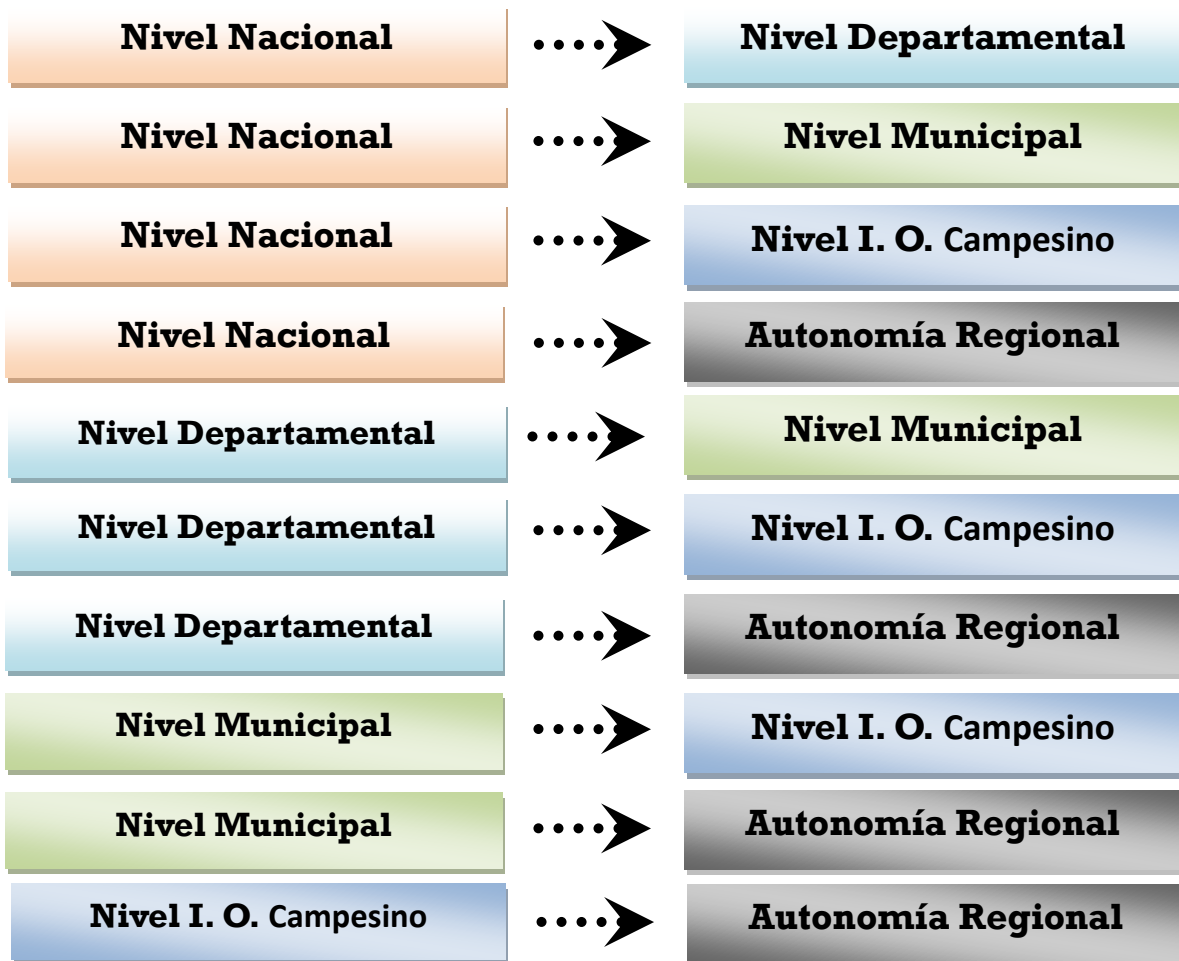 Nivel Nacional Nivel Departamental
Nivel Nacional Nivel Municipal
Nivel Nacional Nivel I. O. Campesino
Nivel Nacional Autonomía Regional
Nivel Departamental Nivel Municipal
Nivel Departamental Nivel I. O. Campesino
Nivel Departamental Autonomía Regional
Nivel Municipal Nivel I. O. Campesino
Nivel Municipal Autonomía Regional
Nivel I. O. Campesino Autonomía Regional